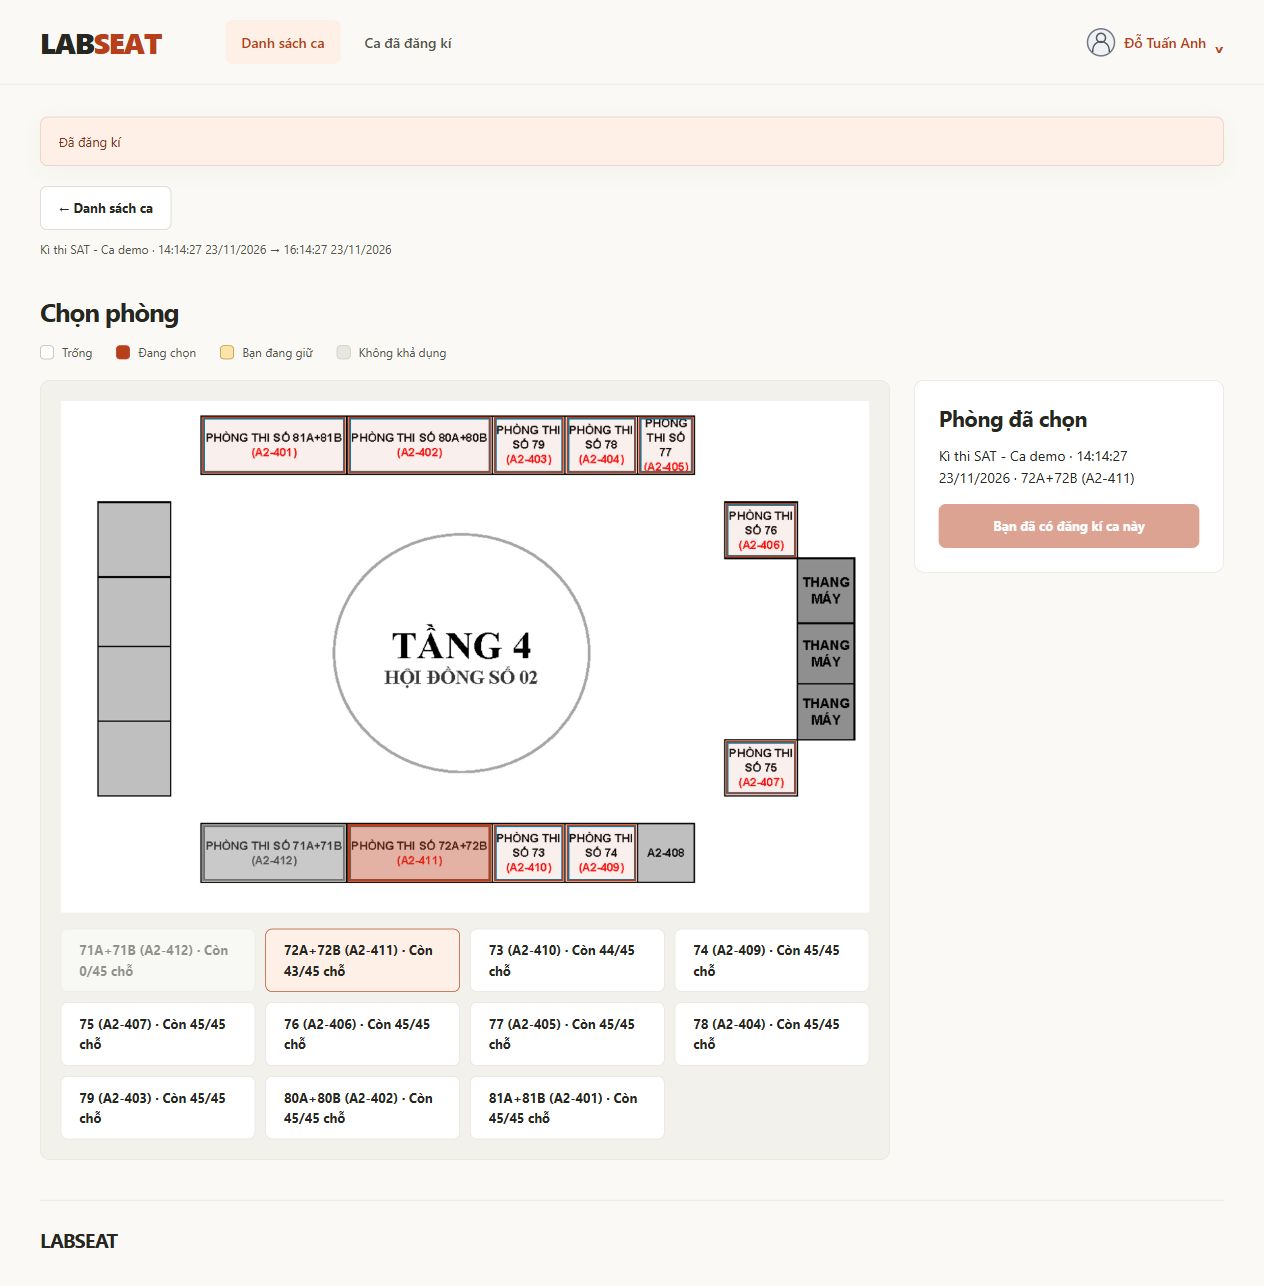 LABSEAT
Danh sách ca
Ca đã đăng kí
Đỗ Tuấn Anh
Đã đăng kí
← Danh sách ca
Kì thi SAT - Ca demo · 14:14:27 23/11/2026 → 16:14:27 23/11/2026
Chọn phòng
Trống
Đang chọn
Bạn đang giữ
Không khả dụng
PHÒNG THI SỐ 81A+81B
(A2-401)
PHÒNG THI SỐ 80A+80B
(A2-402)
PHÒNG THI
SỐ 79
(A2-403)
PHÒNG THI
SỐ 78
(A2-404)
PHÒNG
THI SỐ
77
(A2-405)
PHÒNG THI
SỐ 76
(A2-406)
THANG
MÁY
THANG
MÁY
THANG
MÁY
TẦNG 4
HỘI ĐỒNG SỐ 02
PHÒNG THI
SỐ 75
(A2-407)
PHÒNG THI SỐ 71A+71B
(A2-412)
PHÒNG THI SỐ 72A+72B
(A2-411)
PHÒNG THI
SỐ 73
(A2-410)
PHÒNG THI
SỐ 74
(A2-409)
A2-408
71A+71B (A2-412) · Còn
0/45 chỗ
72A+72B (A2-411) · Còn
43/45 chỗ
73 (A2-410) · Còn 44/45
chỗ
74 (A2-409) · Còn 45/45
chỗ
75 (A2-407) · Còn 45/45
chỗ
76 (A2-406) · Còn 45/45
chỗ
77 (A2-405) · Còn 45/45
chỗ
78 (A2-404) · Còn 45/45
chỗ
79 (A2-403) · Còn 45/45
chỗ
80A+80B (A2-402) · Còn
45/45 chỗ
81A+81B (A2-401) · Còn
45/45 chỗ
Phòng đã chọn
Kì thi SAT - Ca demo · 14:14:27
23/11/2026 · 72A+72B (A2-411)
Bạn đã có đăng kí ca này
LABSEAT